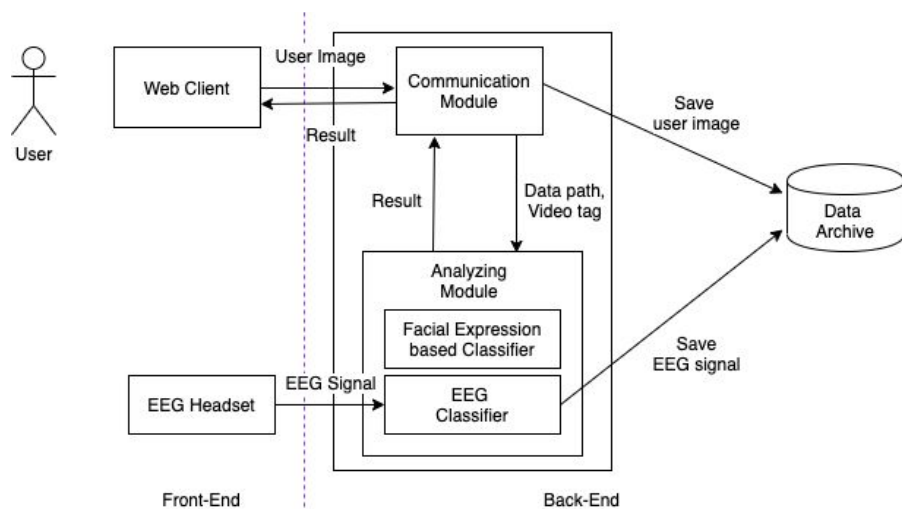 User Image
Web Client
Communication
Module
Save
user image
Result
User
Result
Data path,
Video tag
Data
Archive
Analyzing
Module
Facial Expression
based Classifier
Save
EEG signal
EEG Signal
EEG Headset
EEG
Classifier
Front-End
Back-End